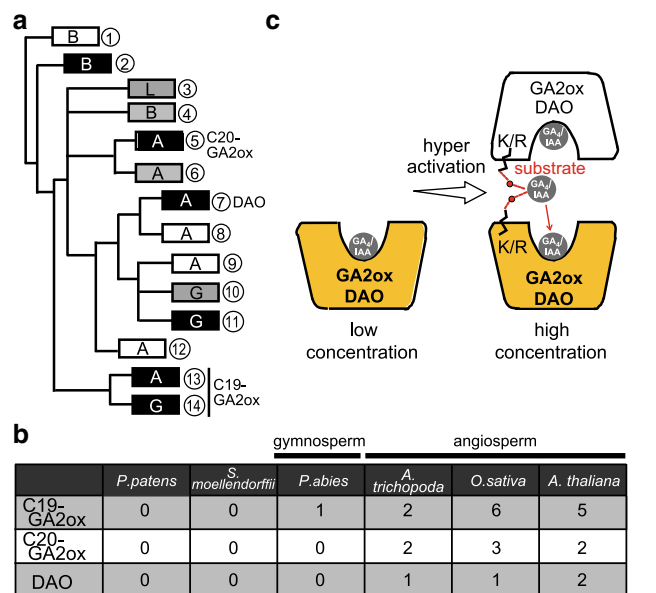 a
B ①
B ②
L ③
B ④
A ⑤ C20-
GA2ox
A ⑥
A ⑦ DAO
A ⑧
A ⑨
G ⑩
G ⑪
A ⑫
A ⑬ C19-
GA2ox
G ⑭
c
GA2ox
DAO
GA₄/
IAA
K/R
hyper
activation
substrate
GA₄/
IAA
K/R
GA₄/
IAA
GA2ox
DAO
GA₄/
IAA
GA2ox
DAO
low
concentration
high
concentration
b
gymnosperm angiosperm
P.patens S. moellendorffii P.abies A. trichopoda O.sativa A. thaliana
C19-GA2ox 0 0 1 2 6 5
C20-GA2ox 0 0 0 2 3 2
DAO 0 0 0 1 1 2